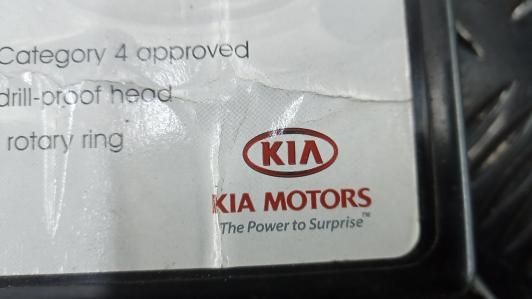 Category 4 approved
drill-proof head
rotary ring
KIA
KIA MOTORS
The Power to Surprise™